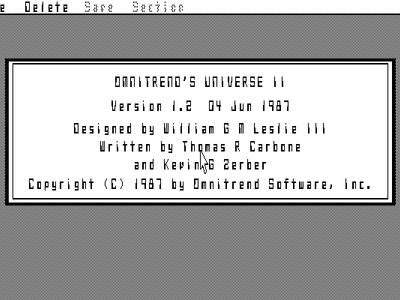 e Delete Save Section
OMNITREND'S UNIVERSE II
Version 1.2 04 Jun 1987
Designed by William G M Leslie III
Written by Thomas R Carbone
and Kevin G Zerber
Copyright (C) 1987 by Omnitrend Software, Inc.